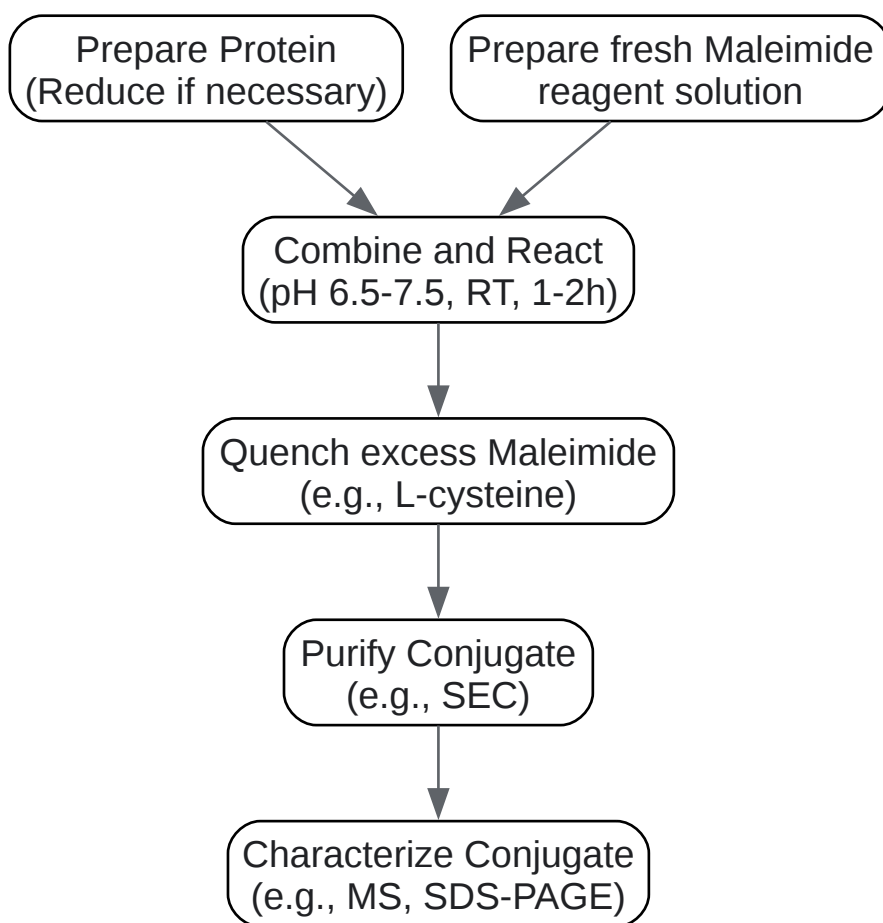 Prepare Protein
(Reduce if necessary)
Prepare fresh Maleimide
reagent solution
Combine and React
(pH 6.5-7.5, RT, 1-2h)
Quench excess Maleimide
(e.g., L-cysteine)
Purify Conjugate
(e.g., SEC)
Characterize Conjugate
(e.g., MS, SDS-PAGE)